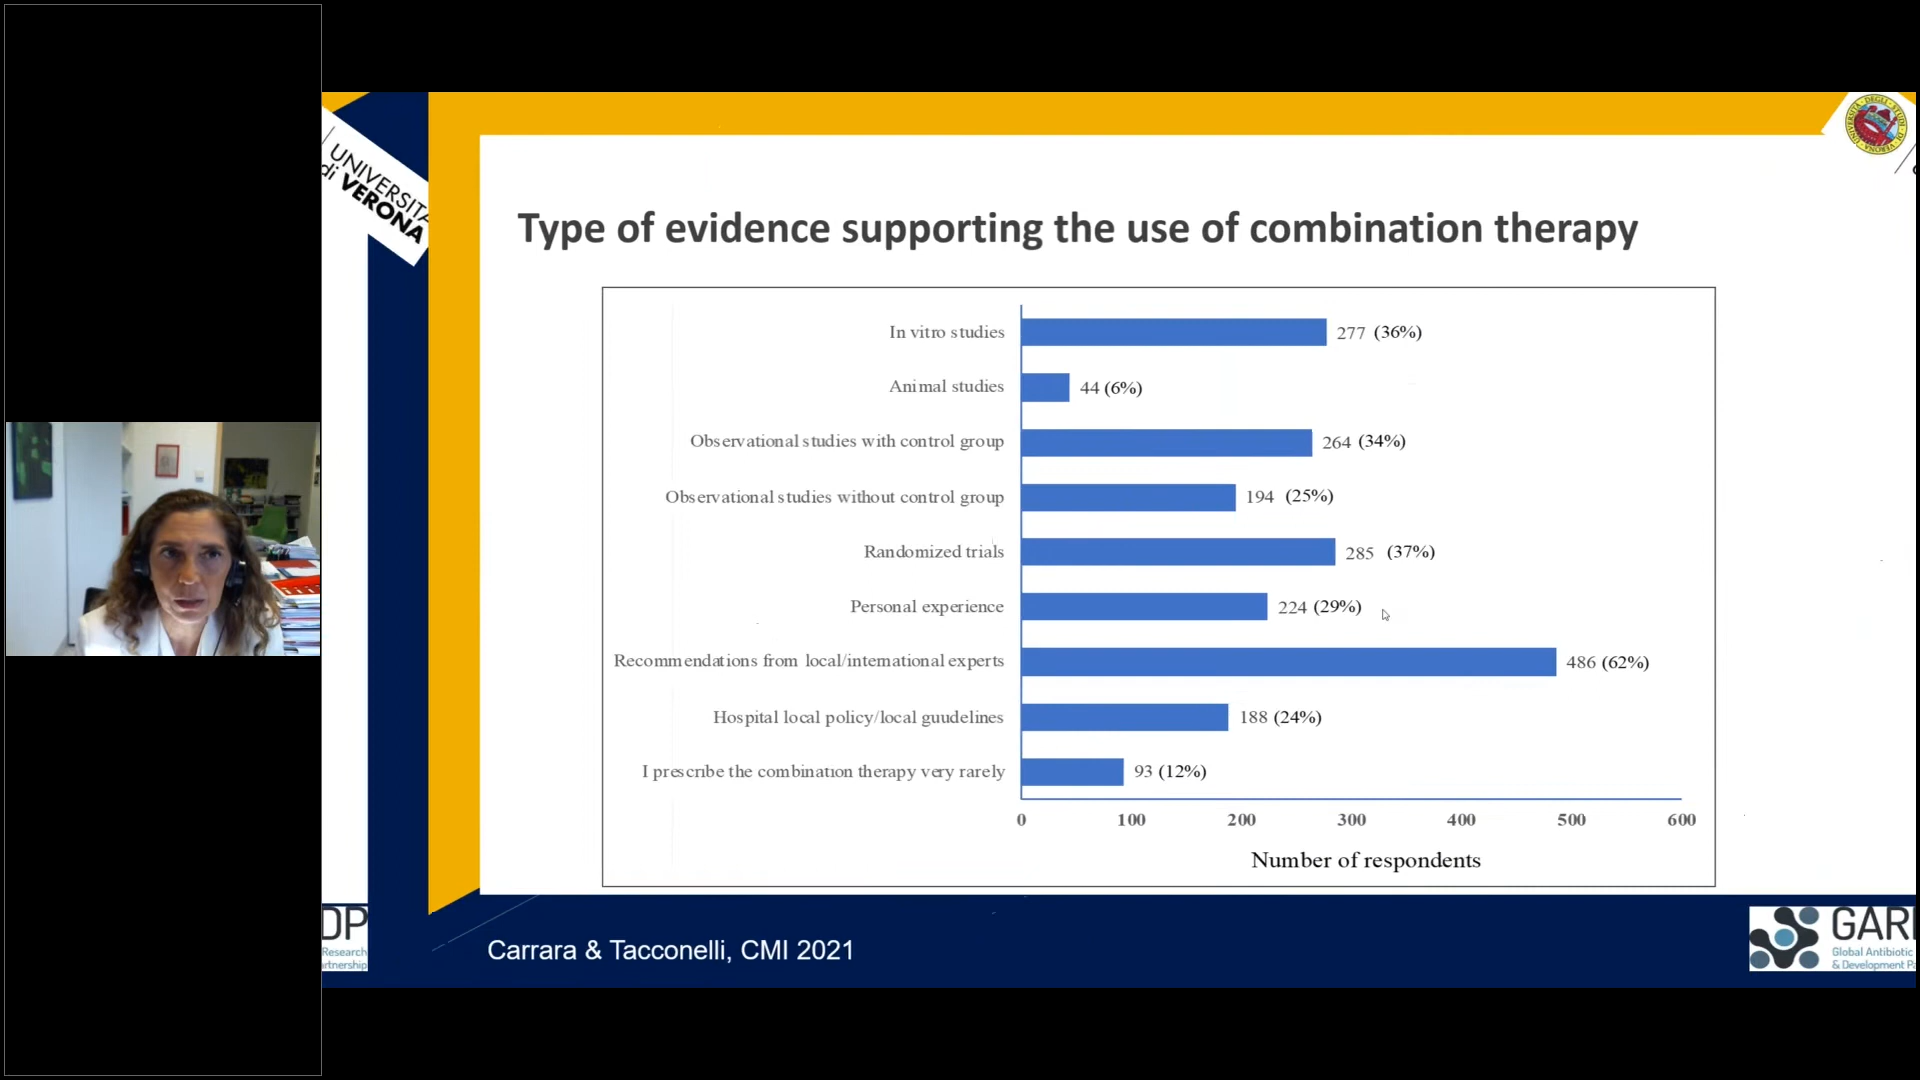 UNIVERSITÀ
di VERONA
Type of evidence supporting the use of combination therapy
In vitro studies 277 (36%)
Animal studies 44 (6%)
Observational studies with control group 264 (34%)
Observational studies without control group 194 (25%)
Randomized trials 285 (37%)
Personal experience 224 (29%)
Recommendations from local/international experts 486 (62%)
Hospital local policy/local guudelines 188 (24%)
I prescribe the combination therapy very rarely 93 (12%)
0 100 200 300 400 500 600
Number of respondents
DP
Research
rtnership
Carrara & Tacconelli, CMI 2021
GAR
Global Antibiotic
& Development P